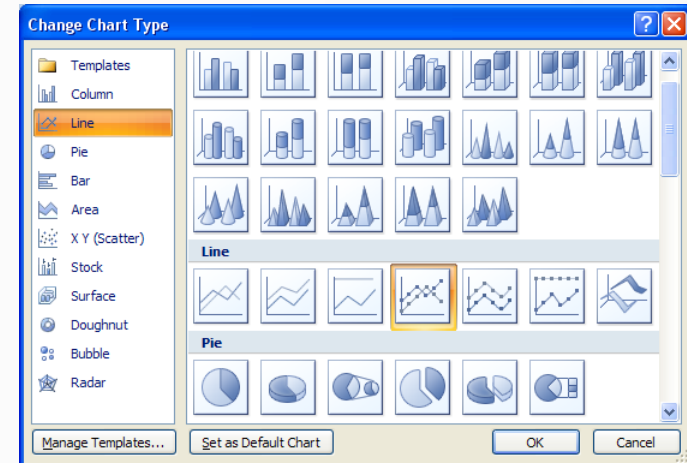 Change Chart Type
Templates
Column
Line
Pie
Bar
Area
X Y (Scatter)
Stock
Surface
Doughnut
Bubble
Radar
Line
Pie
Manage Templates...
Set as Default Chart
OK
Cancel